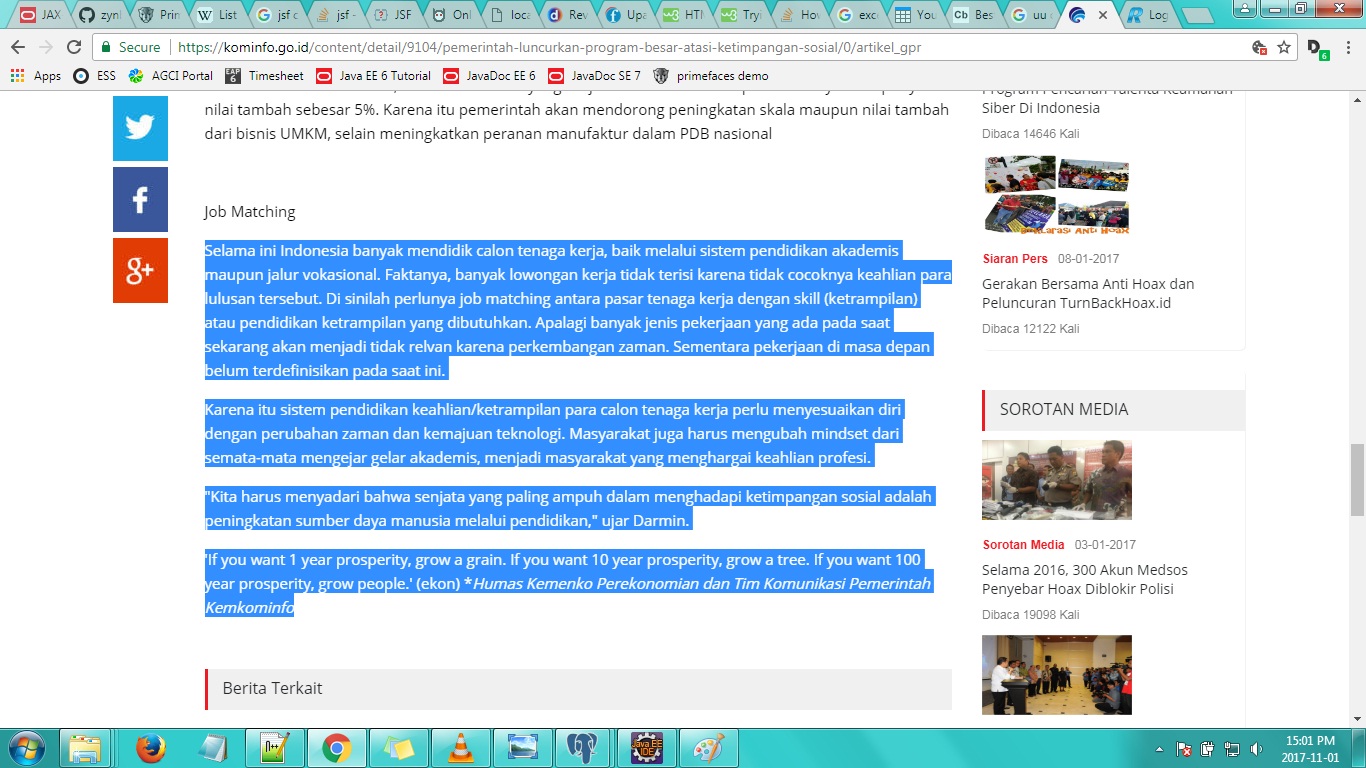 JAX
zynl
Prin
List
jsf c
jsf -
JSF
Onl
loca
Rev
Upa
HTM
Tryi
How
exce
You
Bes
uu a
Log
Secure
https://kominfo.go.id/content/detail/9104/pemerintah-luncurkan-program-besar-atasi-ketimpangan-sosial/0/artikel_gpr
Apps
ESS
AGCI Portal
Timesheet
Java EE 6 Tutorial
JavaDoc EE 6
JavaDoc SE 7
primefaces demo
nilai tambah sebesar 5%. Karena itu pemerintah akan mendorong peningkatan skala maupun nilai tambah
dari bisnis UMKM, selain meningkatkan peranan manufaktur dalam PDB nasional
Job Matching
Selama ini Indonesia banyak mendidik calon tenaga kerja, baik melalui sistem pendidikan akademis
maupun jalur vokasional. Faktanya, banyak lowongan kerja tidak terisi karena tidak cocoknya keahlian para
lulusan tersebut. Di sinilah perlunya job matching antara pasar tenaga kerja dengan skill (ketrampilan)
atau pendidikan ketrampilan yang dibutuhkan. Apalagi banyak jenis pekerjaan yang ada pada saat
sekarang akan menjadi tidak relvan karena perkembangan zaman. Sementara pekerjaan di masa depan
belum terdefinisikan pada saat ini.
Karena itu sistem pendidikan keahlian/ketrampilan para calon tenaga kerja perlu menyesuaikan diri
dengan perubahan zaman dan kemajuan teknologi. Masyarakat juga harus mengubah mindset dari
semata-mata mengejar gelar akademis, menjadi masyarakat yang menghargai keahlian profesi.
"Kita harus menyadari bahwa senjata yang paling ampuh dalam menghadapi ketimpangan sosial adalah
peningkatan sumber daya manusia melalui pendidikan," ujar Darmin.
'If you want 1 year prosperity, grow a grain. If you want 10 year prosperity, grow a tree. If you want 100
year prosperity, grow people.' (ekon) *Humas Kemenko Perekonomian dan Tim Komunikasi Pemerintah
Kemkominfo
Berita Terkait
Program Pencarian Talenta Keamanan
Siber Di Indonesia
Dibaca 14646 Kali
Siaran Pers 08-01-2017
Gerakan Bersama Anti Hoax dan
Peluncuran TurnBackHoax.id
Dibaca 12122 Kali
SOROTAN MEDIA
Sorotan Media 03-01-2017
Selama 2016, 300 Akun Medsos
Penyebar Hoax Diblokir Polisi
Dibaca 19098 Kali
15:01 PM
2017-11-01